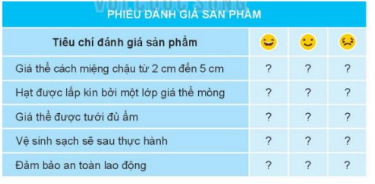 PHIẾU ĐÁNH GIÁ SẢN PHẨM
Tiêu chí đánh giá sản phẩm
Giá thể cách miệng chậu từ 2 cm đến 5 cm ? ? ?
Hạt được lấp kín bởi một lớp giá thể mỏng ? ? ?
Giá thể được tưới đủ ẩm ? ? ?
Vệ sinh sạch sẽ sau thực hành ? ? ?
Đảm bảo an toàn lao động ? ? ?